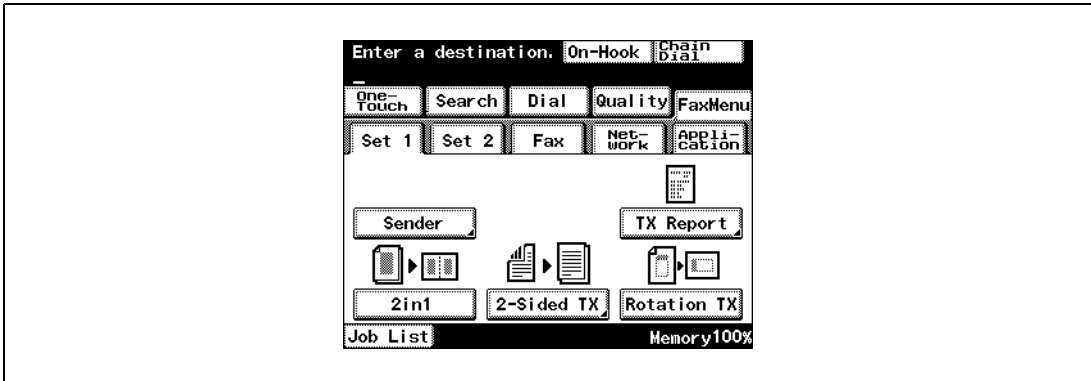 Enter a destination. On-Hook Chain Dial
One-Touch Search Dial Quality FaxMenu
Set 1 Set 2 Fax Net-work Appli-cation
Sender TX Report
2in1 2-Sided TX Rotation TX
Job List Memory100%